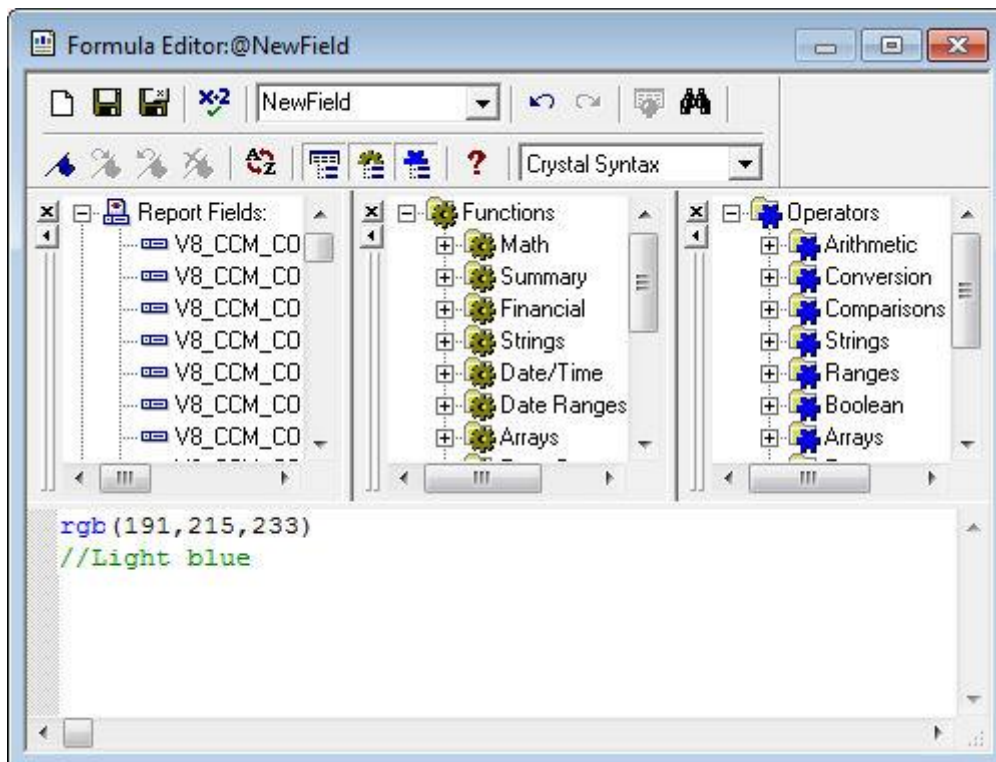 Formula Editor:@NewField
NewField
Crystal Syntax
Report Fields:
V8_CCM_CO
V8_CCM_CO
V8_CCM_CO
V8_CCM_CO
V8_CCM_CO
V8_CCM_CO
V8_CCM_CO
Functions
Math
Summary
Financial
Strings
Date/Time
Date Ranges
Arrays
Operators
Arithmetic
Conversion
Comparisons
Strings
Ranges
Boolean
Arrays
rgb(191,215,233)
//Light blue